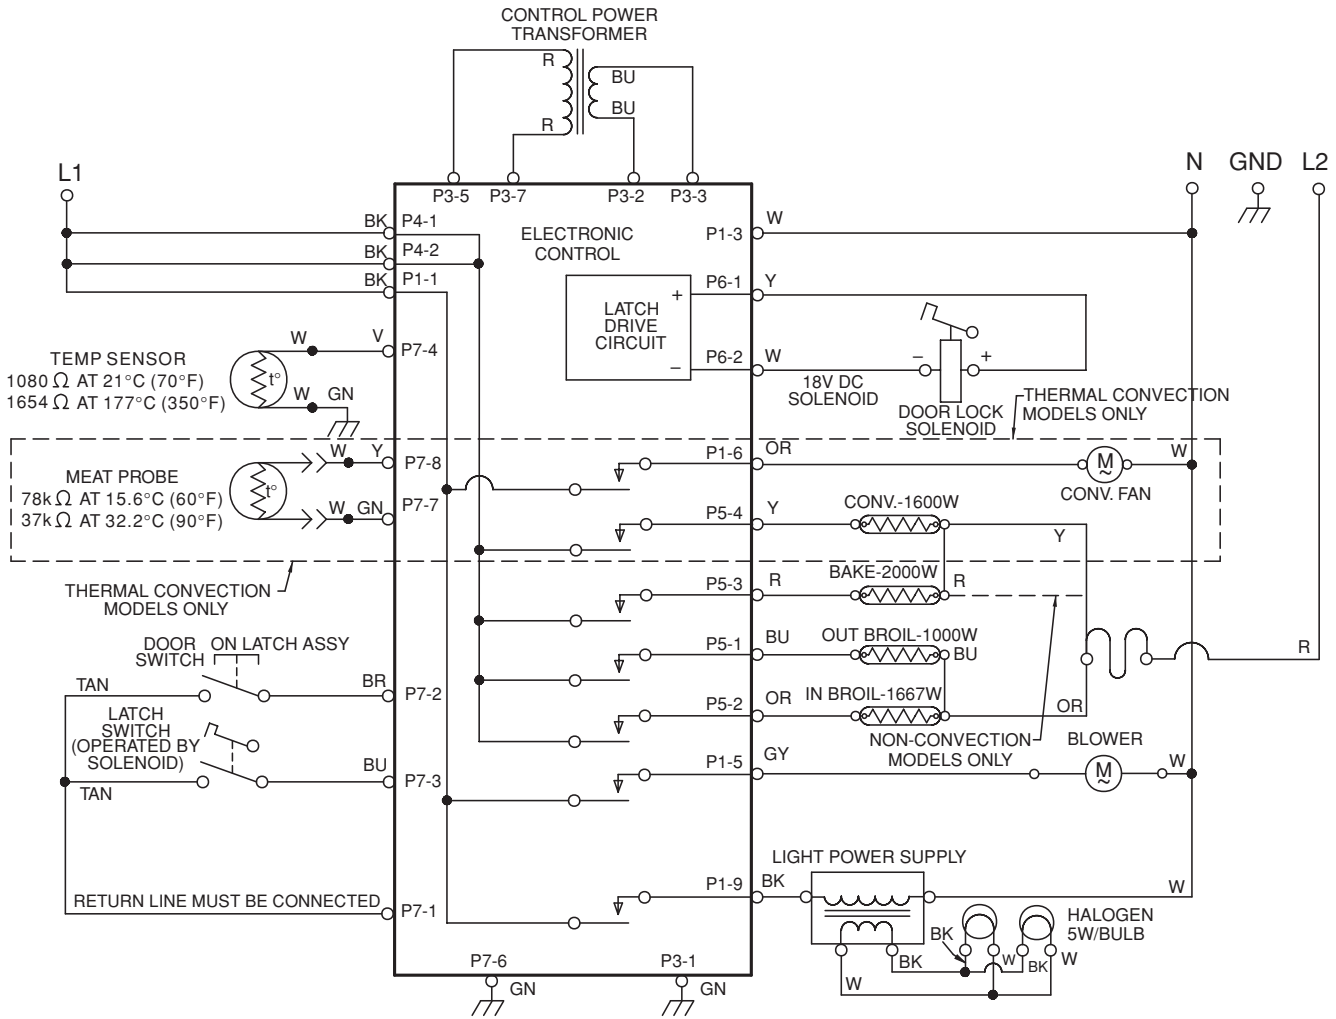 CONTROL POWER
TRANSFORMER
R
BU
BU
R
L1
N
GND
L2
P3-5
P3-7
P3-2
P3-3
BK
P4-1
ELECTRONIC
CONTROL
P1-3
W
BK
P4-2
BK
P1-1
LATCH
DRIVE
CIRCUIT
+
−
P6-1
Y
P6-2
W
18V DC
SOLENOID
−
+
DOOR LOCK
SOLENOID
THERMAL CONVECTION
MODELS ONLY
TEMP SENSOR
1080 Ω AT 21°C (70°F)
1654 Ω AT 177°C (350°F)
t°
W
V
P7-4
W
GN
MEAT PROBE
78k Ω AT 15.6°C (60°F)
37k Ω AT 32.2°C (90°F)
t°
W
Y
P7-8
W
GN
P7-7
P1-6
OR
M
~
CONV. FAN
W
P5-4
Y
CONV.-1600W
Y
THERMAL CONVECTION
MODELS ONLY
P5-3
R
BAKE-2000W
R
P5-1
BU
OUT BROIL-1000W
BU
R
P5-2
OR
IN BROIL-1667W
OR
NON-CONVECTION
MODELS ONLY
DOOR
SWITCH
ON LATCH ASSY
TAN
BR
P7-2
LATCH
SWITCH
(OPERATED BY
SOLENOID)
BU
P7-3
TAN
P1-5
GY
BLOWER
M
~
W
RETURN LINE MUST BE CONNECTED
P7-1
P1-9
BK
LIGHT POWER SUPPLY
W
HALOGEN
5W/BULB
BK
BK
W
BK
W
W
P7-6
GN
P3-1
GN